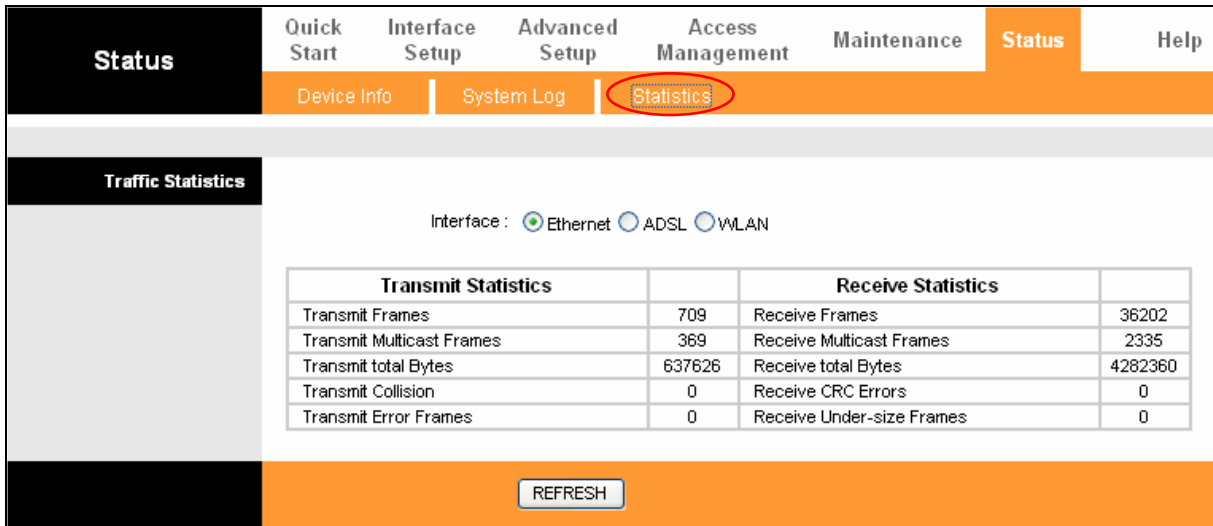 Status
Quick Start
Interface Setup
Advanced Setup
Access Management
Maintenance
Status
Help
Device Info
System Log
Statistics
Traffic Statistics
Interface : Ethernet ADSL WLAN
Transmit Statistics Receive Statistics
Transmit Frames 709 Receive Frames 36202
Transmit Multicast Frames 369 Receive Multicast Frames 2335
Transmit total Bytes 637626 Receive total Bytes 4282360
Transmit Collision 0 Receive CRC Errors 0
Transmit Error Frames 0 Receive Under-size Frames 0
REFRESH